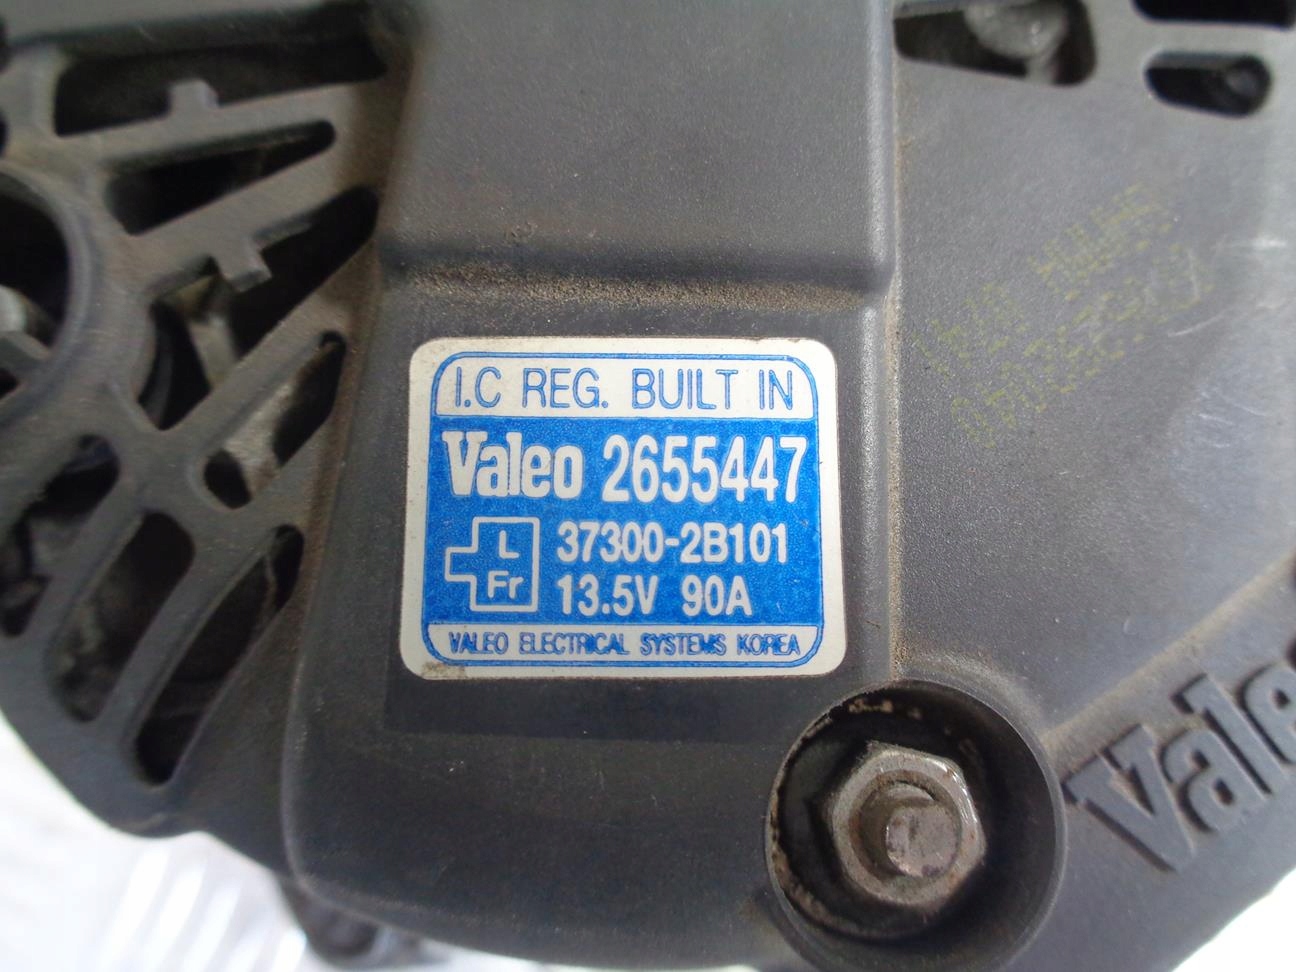 I.C REG. BUILT IN
Valeo 2655447
L 37300-2B101
Fr 13.5V 90A
VALEO ELECTRICAL SYSTEMS KOREA
Valeo